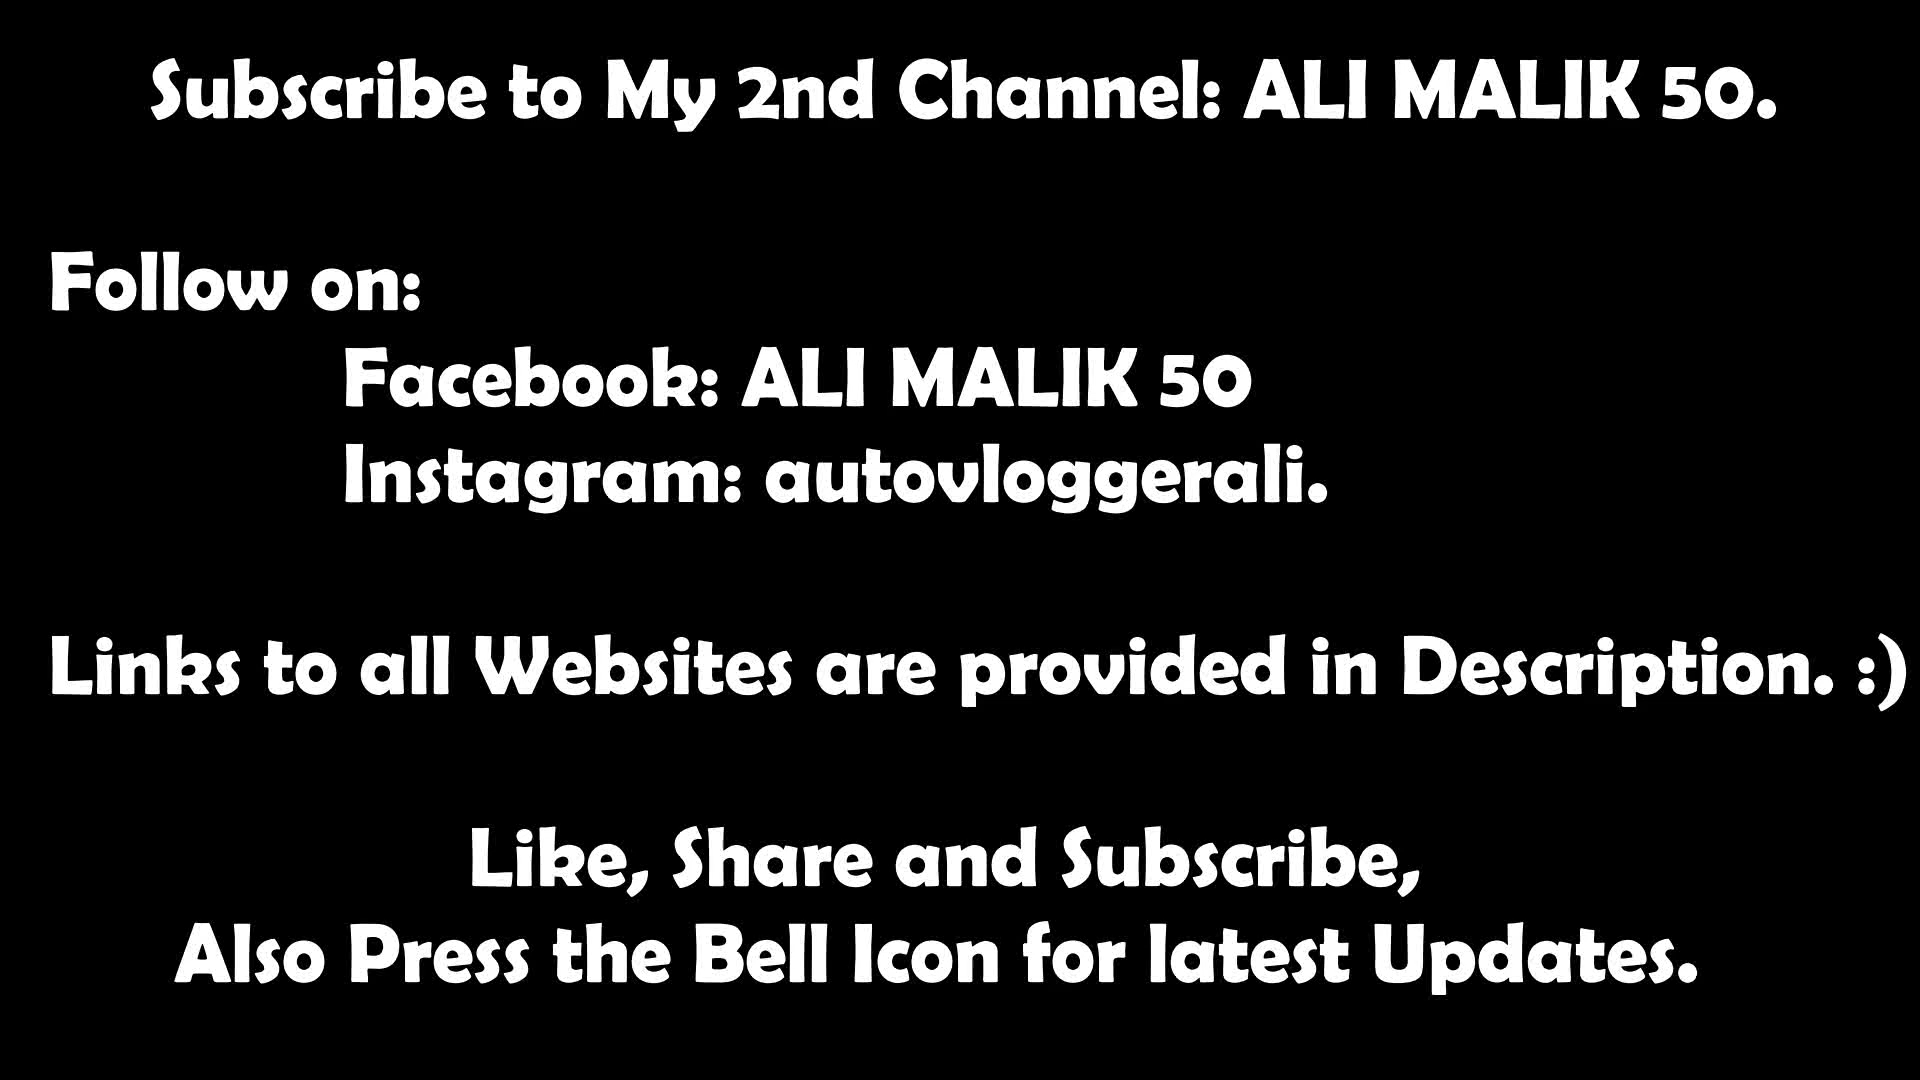 Subscribe to My 2nd Channel: ALI MALIK 50.
Follow on:
Facebook: ALI MALIK 50
Instagram: autovloggerali.
Links to all Websites are provided in Description. :)
Like, Share and Subscribe,
Also Press the Bell Icon for latest Updates.